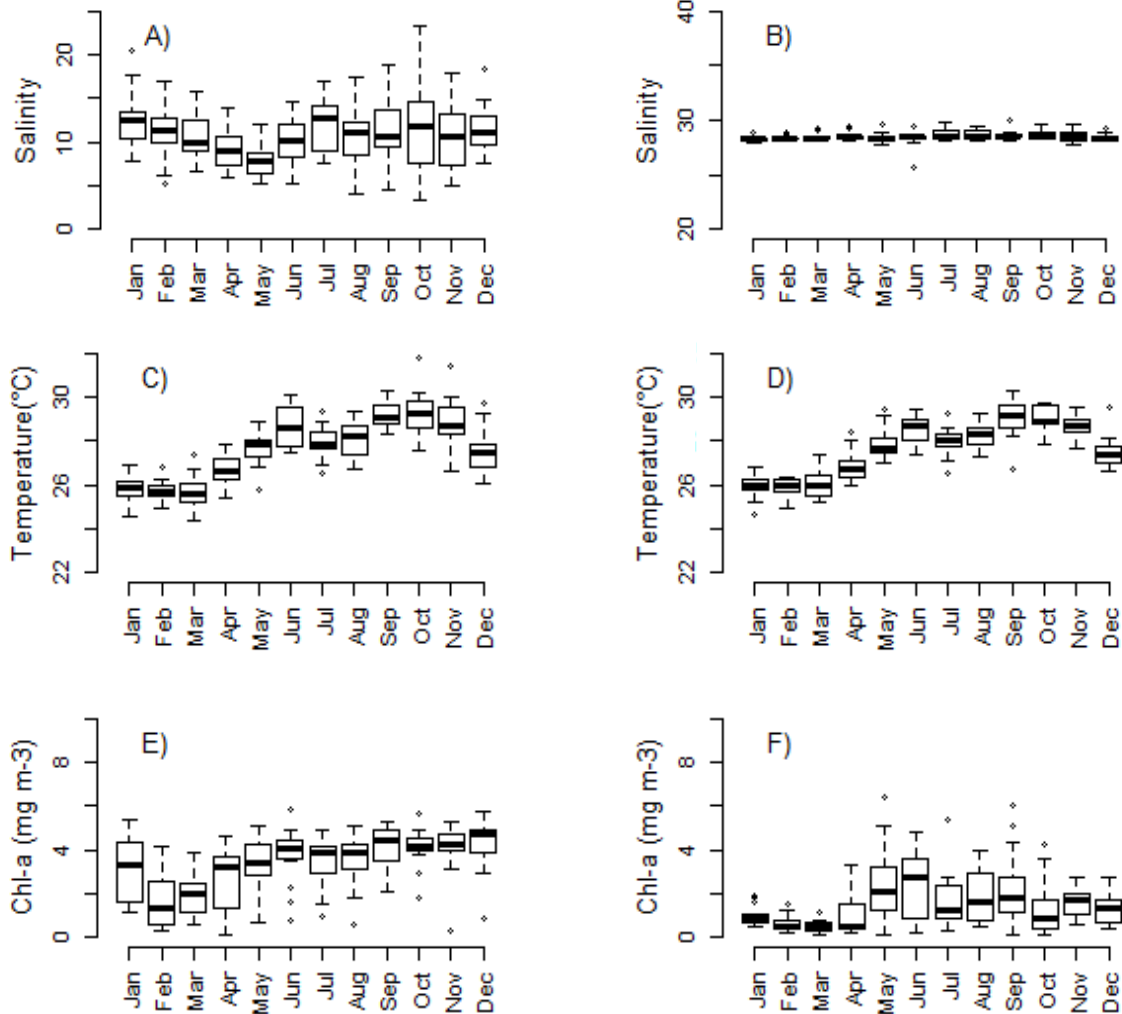 A)
Salinity
0 10 20
Jan Feb Mar Apr May Jun Jul Aug Sep Oct Nov Dec
B)
Salinity
20 30 40
Jan Feb Mar Apr May Jun Jul Aug Sep Oct Nov Dec
C)
Temperature(°C)
22 26 30
Jan Feb Mar Apr May Jun Jul Aug Sep Oct Nov Dec
D)
Temperature(°C)
22 26 30
Jan Feb Mar Apr May Jun Jul Aug Sep Oct Nov Dec
E)
Chl-a (mg m-3)
0 4 8
Jan Feb Mar Apr May Jun Jul Aug Sep Oct Nov Dec
F)
Chl-a (mg m-3)
0 4 8
Jan Feb Mar Apr May Jun Jul Aug Sep Oct Nov Dec